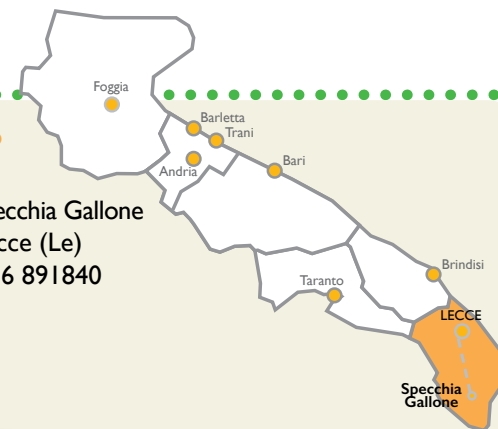 Foggia
Barletta
Trani
Andria
Bari
ecchia Gallone
cce (Le)
6 891840
Brindisi
Taranto
LECCE
Specchia
Gallone